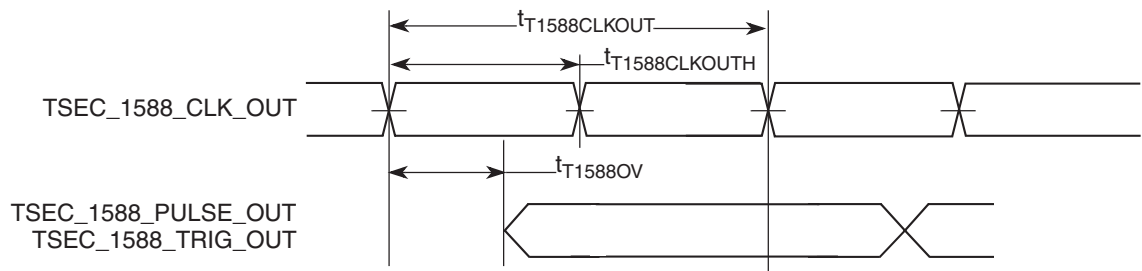 tT1588CLKOUT
tT1588CLKOUTH
TSEC_1588_CLK_OUT
tT1588OV
TSEC_1588_PULSE_OUT
TSEC_1588_TRIG_OUT